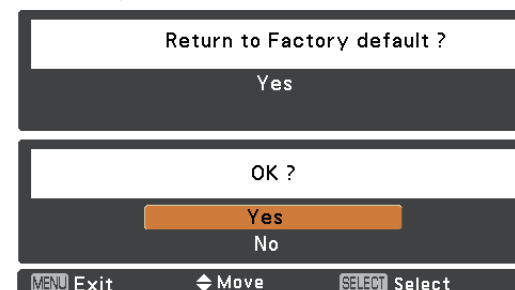 Return to Factory default ?
Yes
OK ?
Yes
No
MENU Exit Move SELECT Select